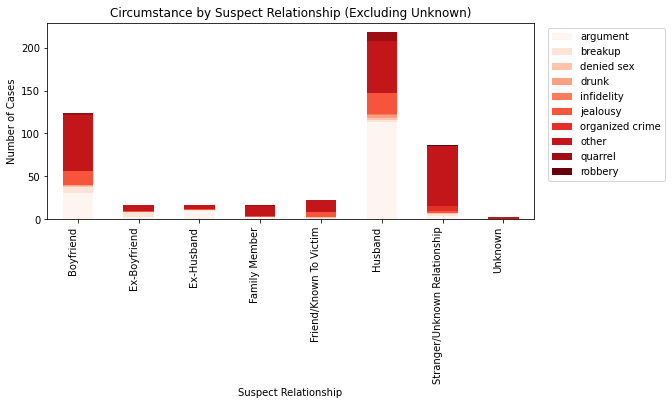 Circumstance by Suspect Relationship (Excluding Unknown)
Number of Cases
200
150
100
50
0
argument
breakup
denied sex
drunk
infidelity
jealousy
organized crime
other
quarrel
robbery
Boyfriend
Ex-Boyfriend
Ex-Husband
Family Member
Friend/Known To Victim
Husband
Stranger/Unknown Relationship
Unknown
Suspect Relationship